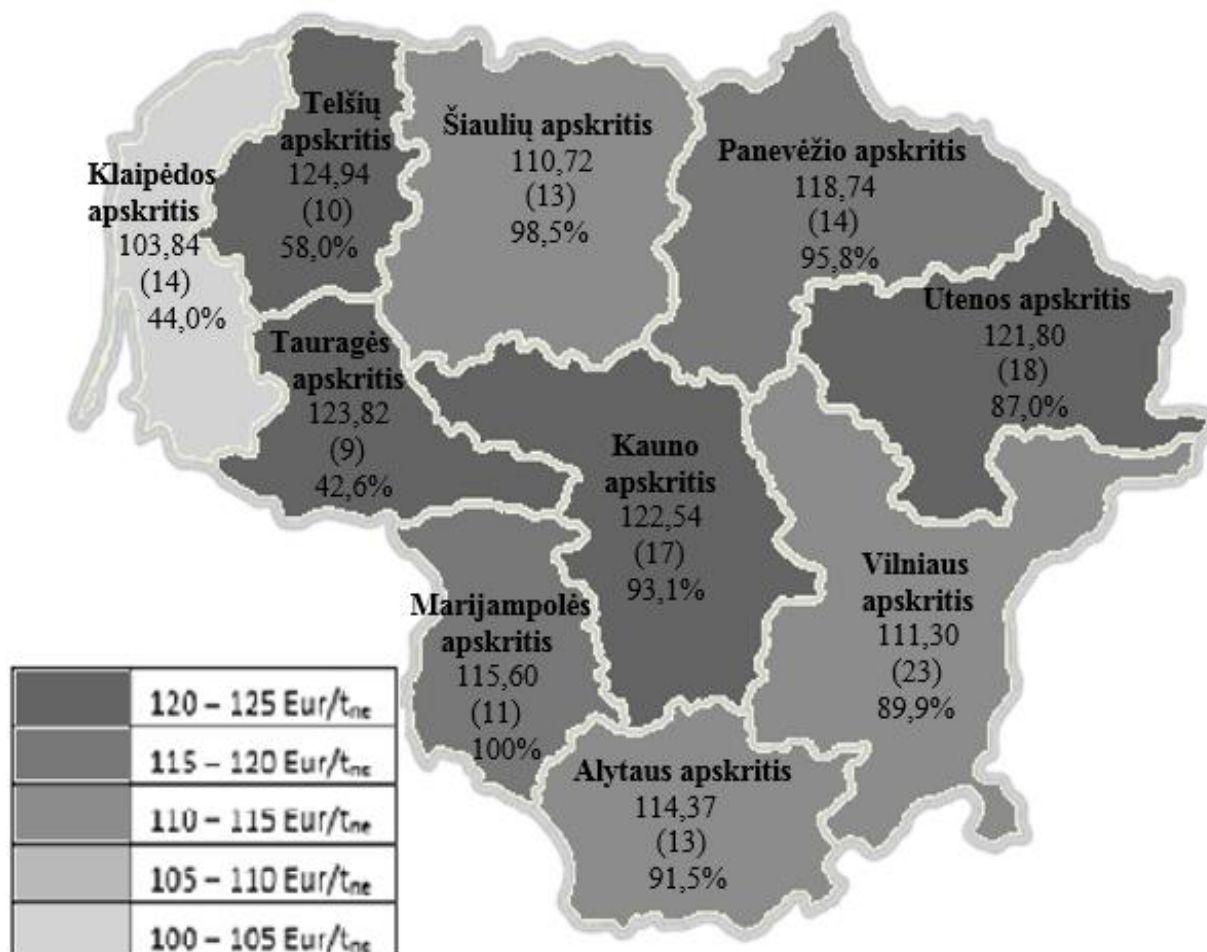 Telšių
apskritis
124,94
(10)
58,0%
Šiaulių apskritis
110,72
(13)
98,5%
Panevėžio apskritis
118,74
(14)
95,8%
Klaipėdos
apskritis
103,84
(14)
44,0%
Utenos apskritis
121,80
(18)
87,0%
Tauragės
apskritis
123,82
(9)
42,6%
Kauno
apskritis
122,54
(17)
93,1%
Vilniaus
apskritis
111,30
(23)
89,9%
Marijampolės
apskritis
115,60
(11)
100%
Alytaus apskritis
114,37
(13)
91,5%
120 – 125 Eur/tne
115 – 120 Eur/tne
110 – 115 Eur/tne
105 – 110 Eur/tne
100 – 105 Eur/tne